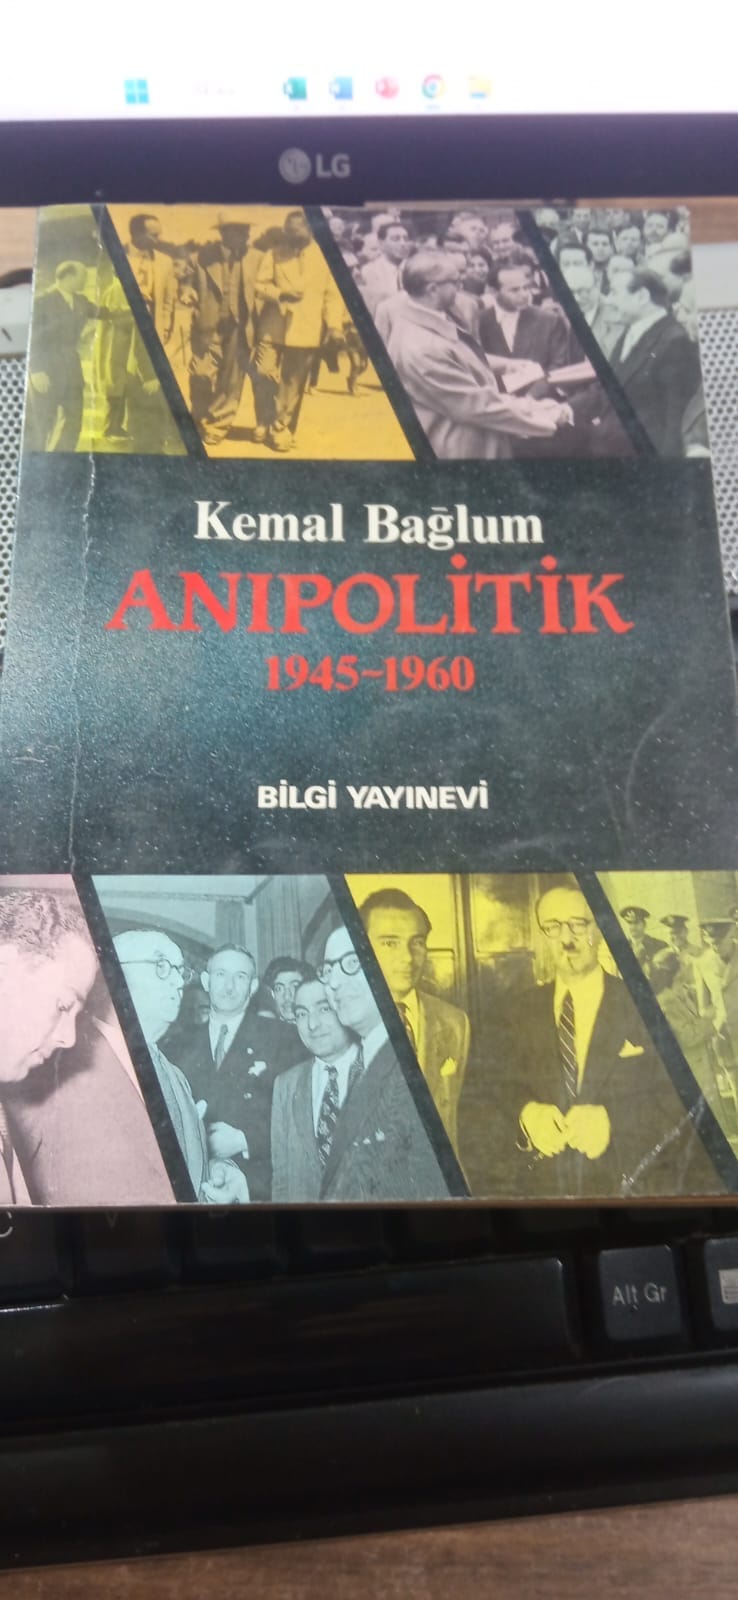 LG
Kemal Bağlum
ANIPOLİTİK
1945-1960
BİLGİ YAYINEVİ
C V
Alt Gr